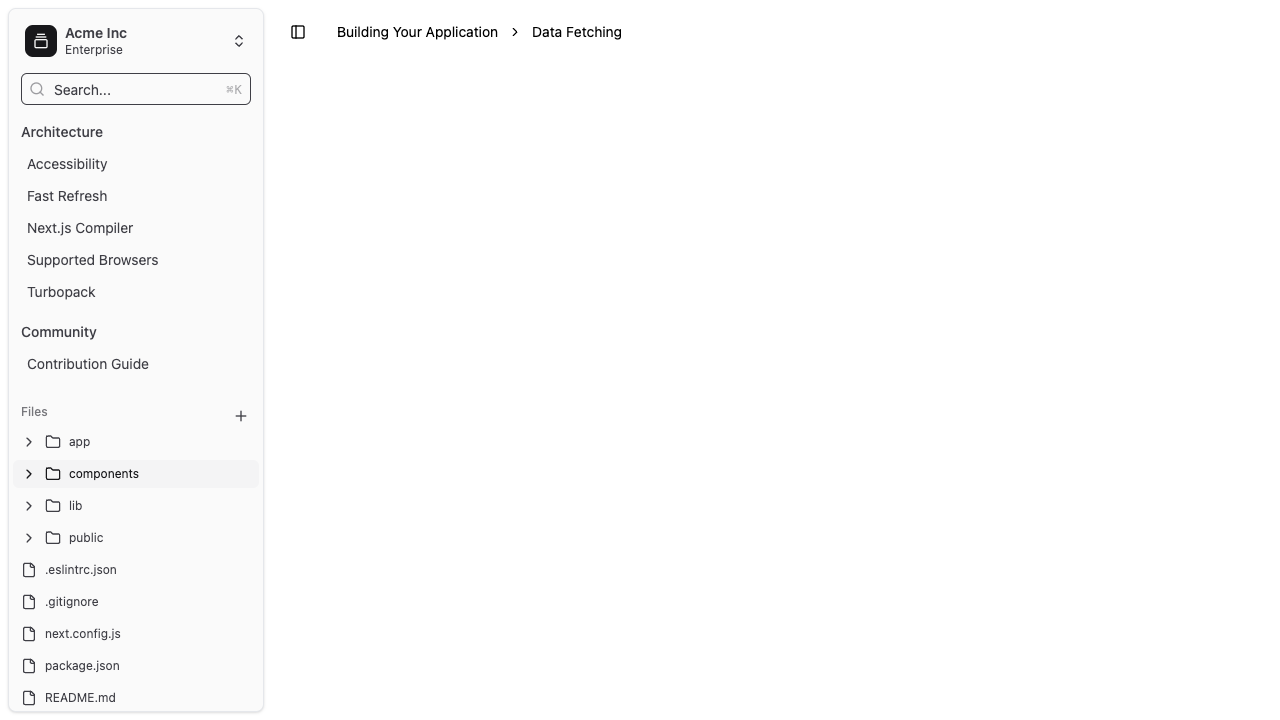 Acme Inc
Enterprise
Search...
⌘K
Architecture
Accessibility
Fast Refresh
Next.js Compiler
Supported Browsers
Turbopack
Community
Contribution Guide
Files
app
components
lib
public
.eslintrc.json
.gitignore
next.config.js
package.json
README.md
Building Your Application
Data Fetching